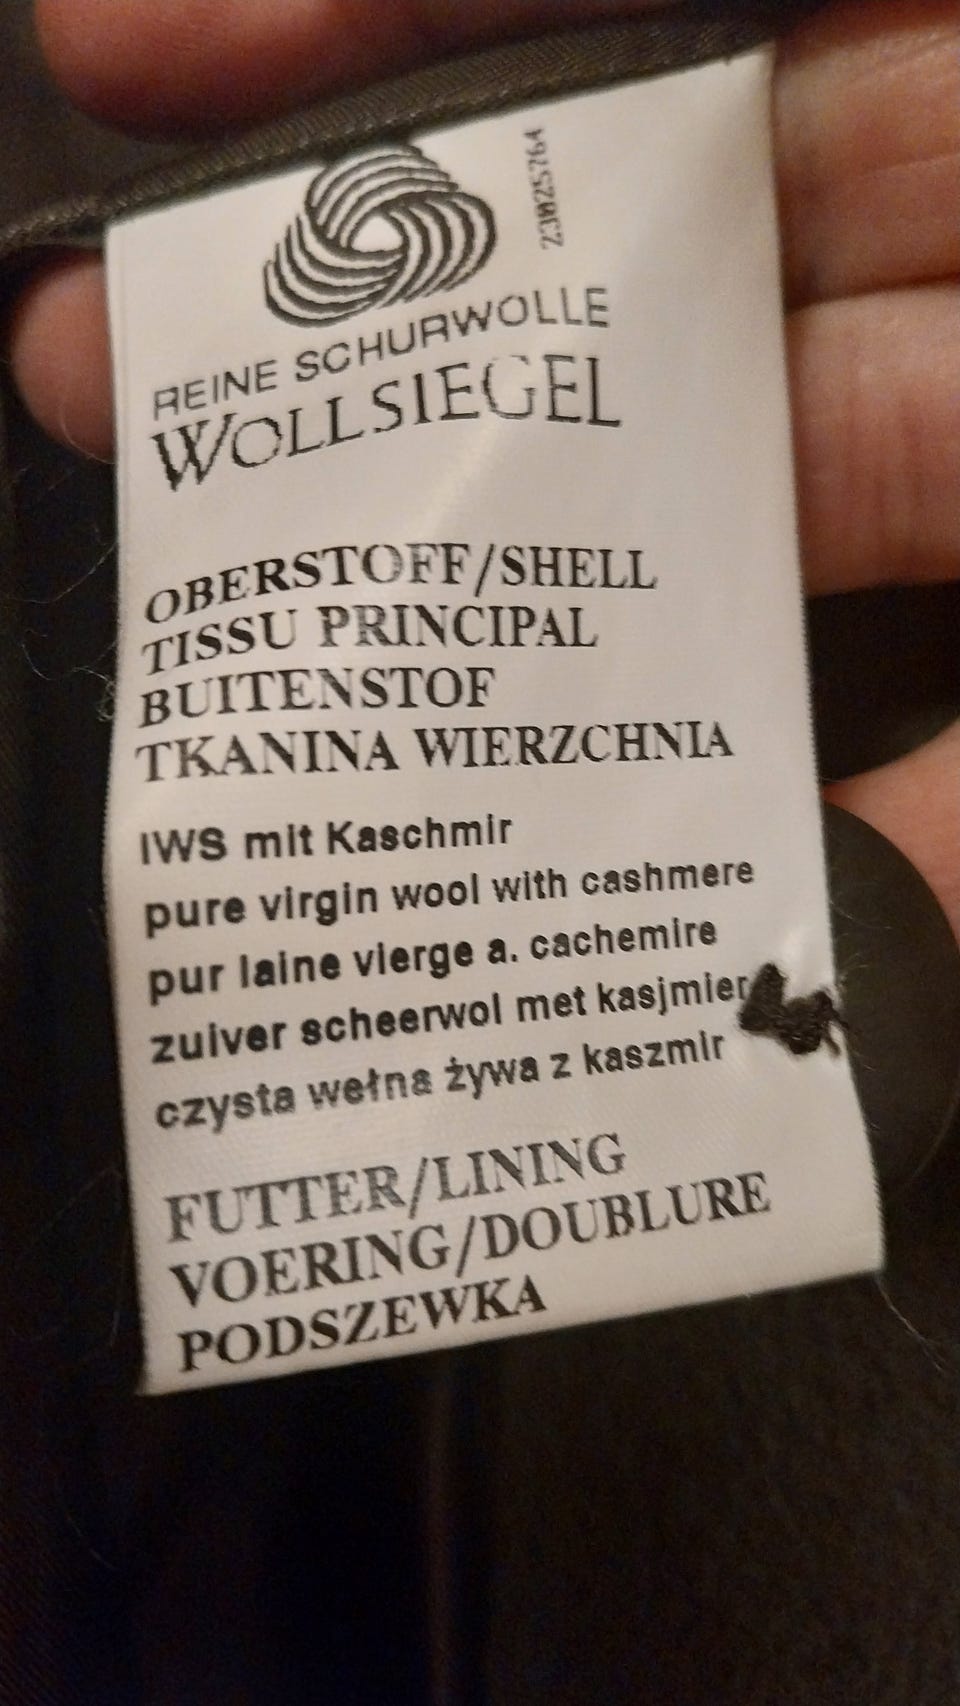 23025764
REINE SCHURWOLLE
WOLLSIEGEL
OBERSTOFF/SHELL
TISSU PRINCIPAL
BUITENSTOF
TKANINA WIERZCHNIA
IWS mit Kaschmir
pure virgin wool with cashmere
pur laine vierge a. cachemire
zuiver scheerwol met kasjmier
czysta wełna żywa z kaszmir
FUTTER/LINING
VOERING/DOUBLURE
PODSZEWKA